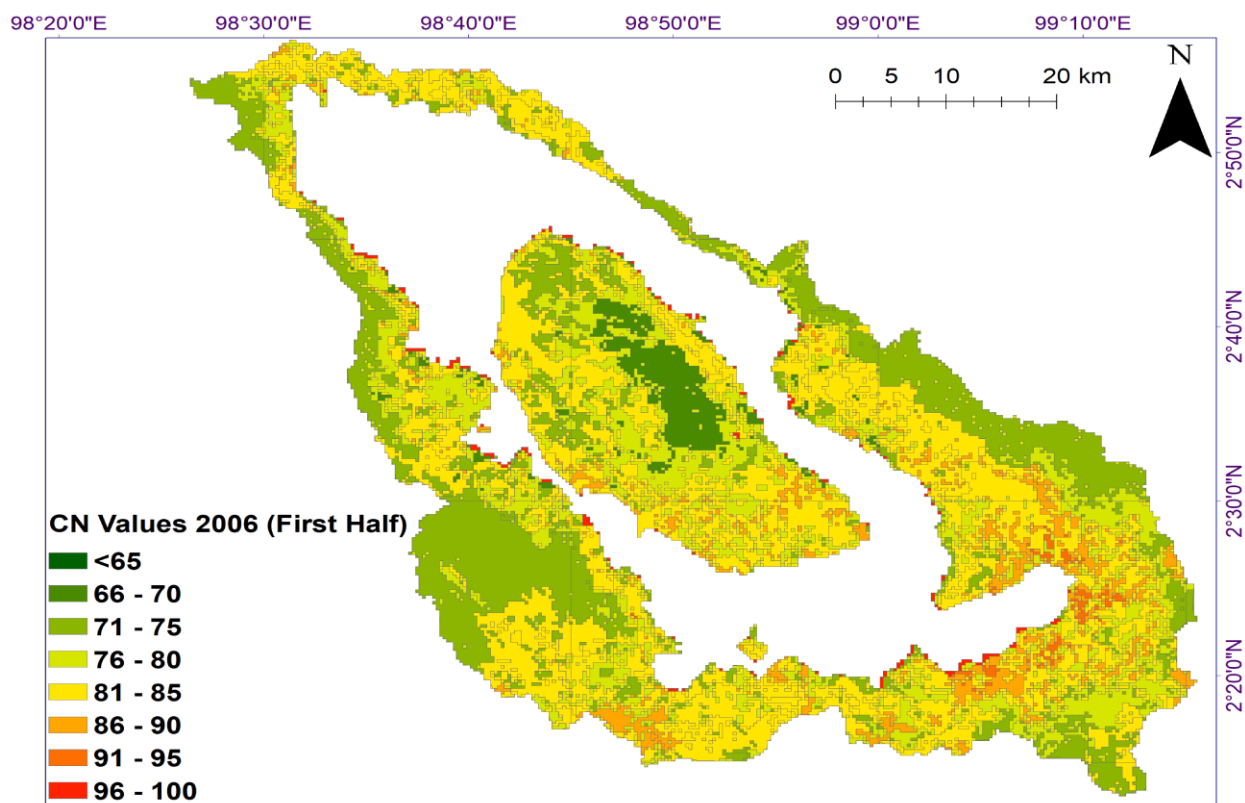 98°20'0"E 98°30'0"E 98°40'0"E 98°50'0"E 99°00'0"E 99°10'0"E
N
0 5 10 20 km
2°50'0"N
2°40'0"N
2°30'0"N
2°20'0"N
CN Values 2006 (First Half)
<65
66 - 70
71 - 75
76 - 80
81 - 85
86 - 90
91 - 95
96 - 100